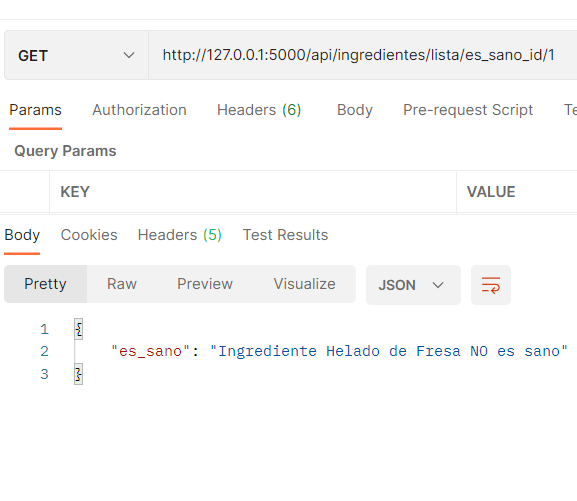 GET http://127.0.0.1:5000/api/ingredientes/lista/es_sano_id/1
Params Authorization Headers (6) Body Pre-request Script Te
Query Params
KEY VALUE
Body Cookies Headers (5) Test Results
Pretty Raw Preview Visualize JSON
1 {
2 "es_sano": "Ingrediente Helado de Fresa NO es sano"
3 }